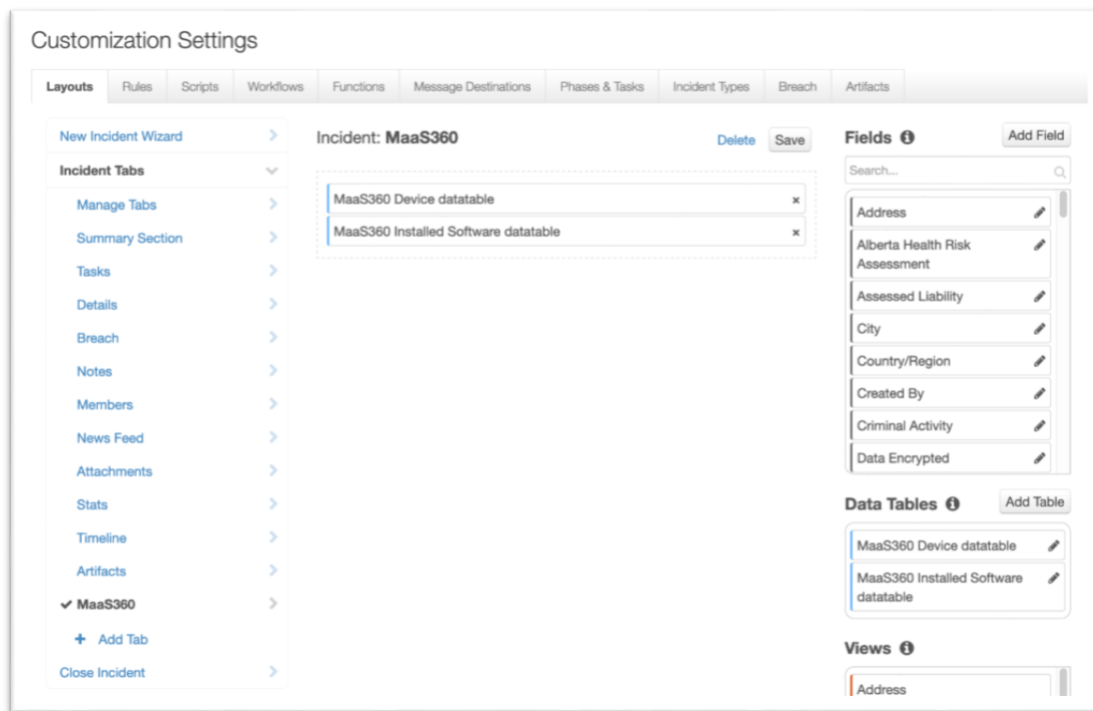 Customization Settings
Layouts Rules Scripts Workflows Functions Message Destinations Phases & Tasks Incident Types Breach Artifacts
New Incident Wizard
Incident Tabs
Manage Tabs
Summary Section
Tasks
Details
Breach
Notes
Members
News Feed
Attachments
Stats
Timeline
Artifacts
MaaS360
Add Tab
Close Incident
Incident: MaaS360
Delete Save
MaaS360 Device datatable
MaaS360 Installed Software datatable
Fields
Add Field
Search...
Address
Alberta Health Risk
Assessment
Assessed Liability
City
Country/Region
Created By
Criminal Activity
Data Encrypted
Data Tables
Add Table
MaaS360 Device datatable
MaaS360 Installed Software
datatable
Views
Address